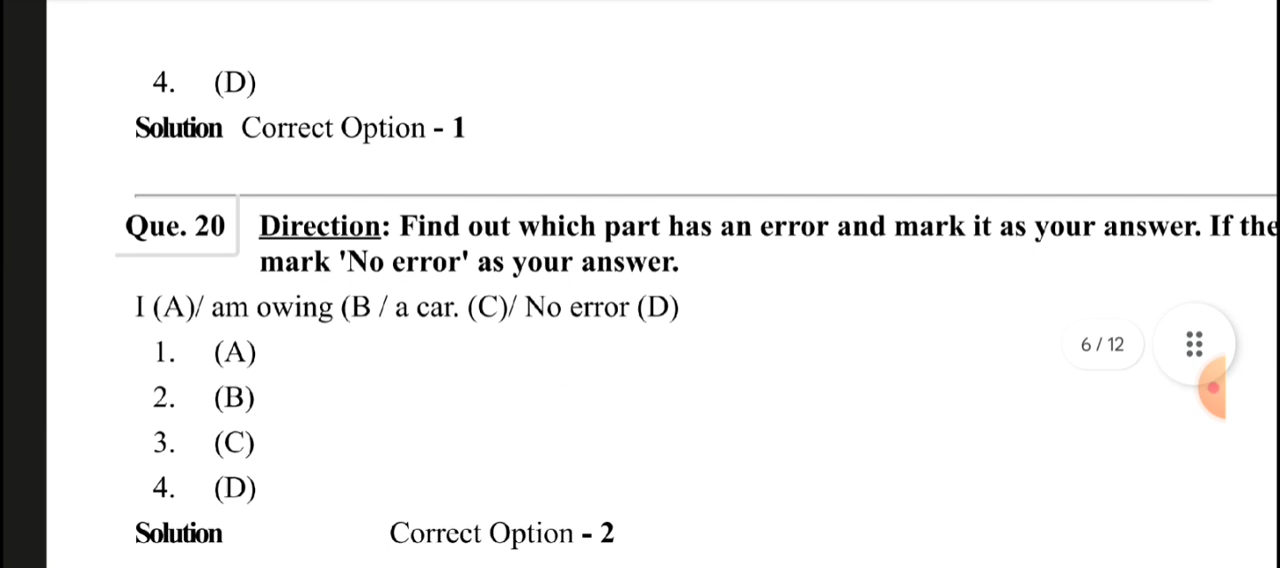 4. (D)
Solution Correct Option - 1
Que. 20 Direction: Find out which part has an error and mark it as your answer. If the
mark 'No error' as your answer.
I (A)/ am owing (B / a car. (C)/ No error (D)
1. (A)
6 / 12
2. (B)
3. (C)
4. (D)
Solution Correct Option - 2